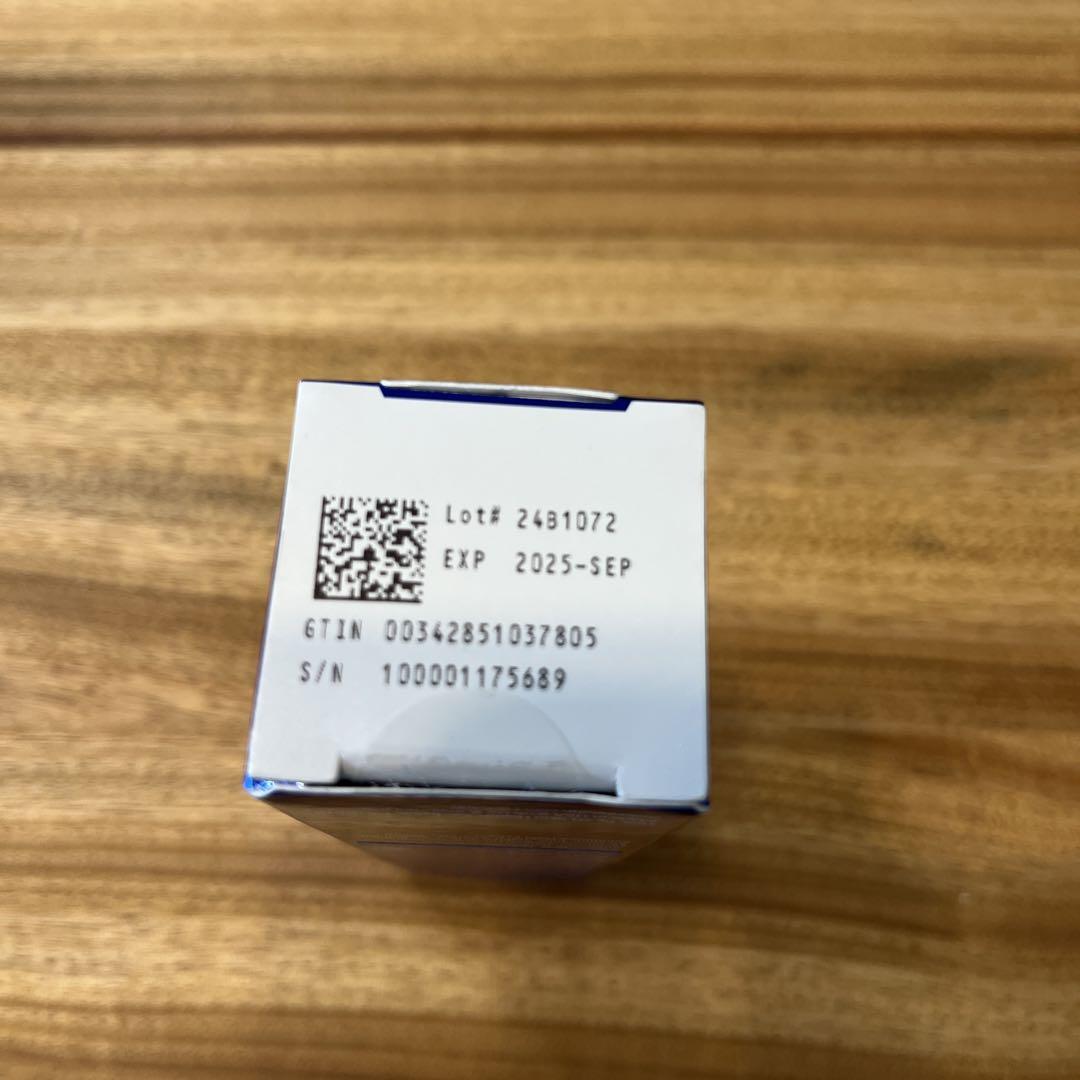 Lot# 24B1072
EXP 2025-SEP
GTIN 00342851037805
S/N 100001175689